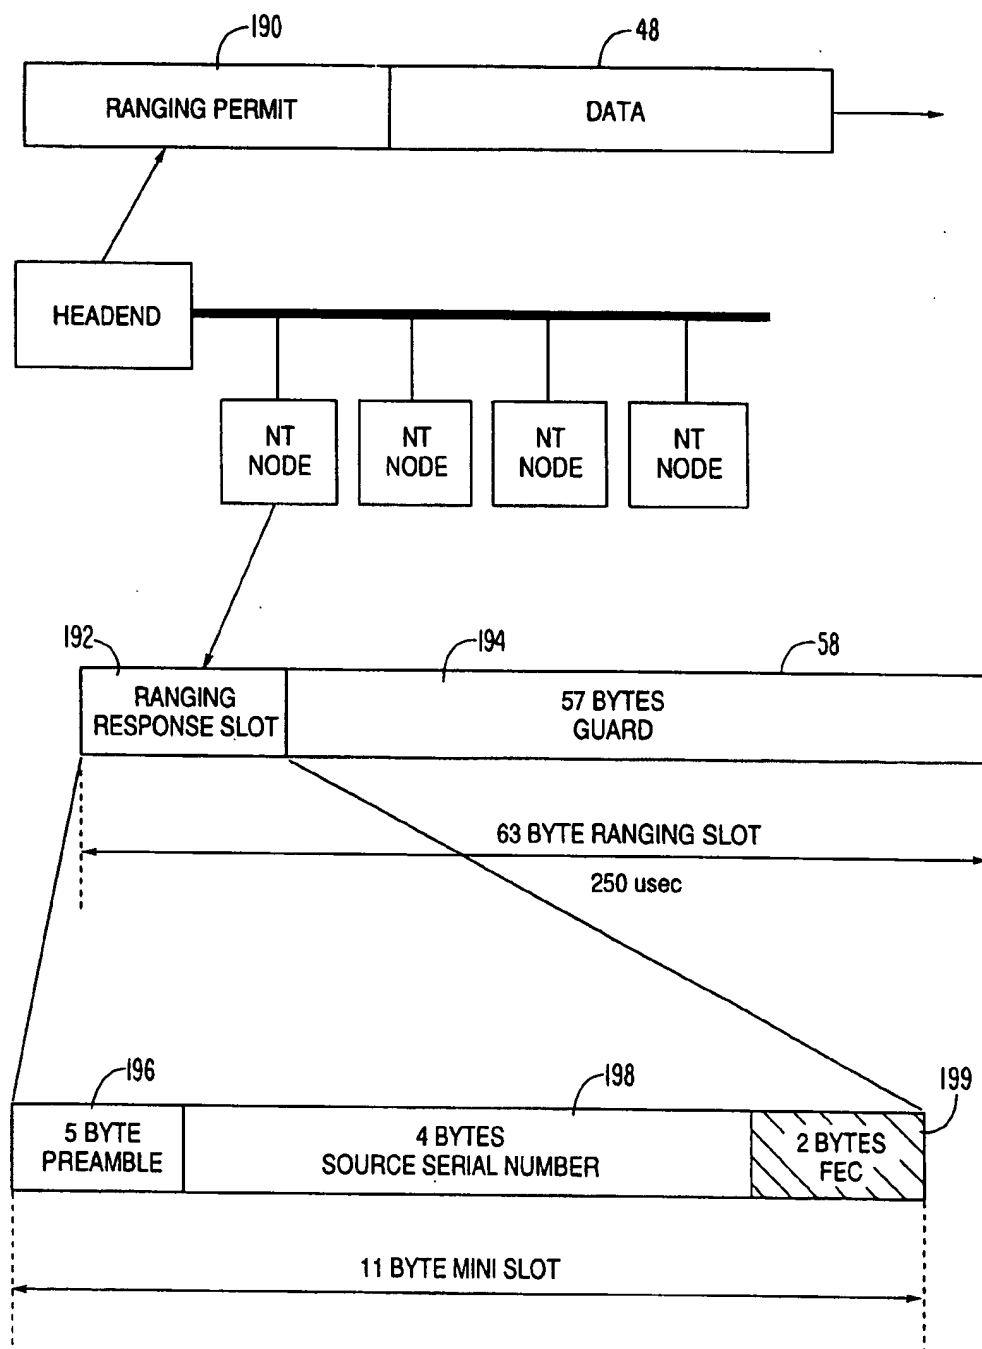 190
48
RANGING PERMIT
DATA
HEADEND
NT
NODE
NT
NODE
NT
NODE
NT
NODE
192
194
58
RANGING
RESPONSE SLOT
57 BYTES
GUARD
63 BYTE RANGING SLOT
250 usec
196
198
199
5 BYTE
PREAMBLE
4 BYTES
SOURCE SERIAL NUMBER
2 BYTES
FEC
11 BYTE MINI SLOT